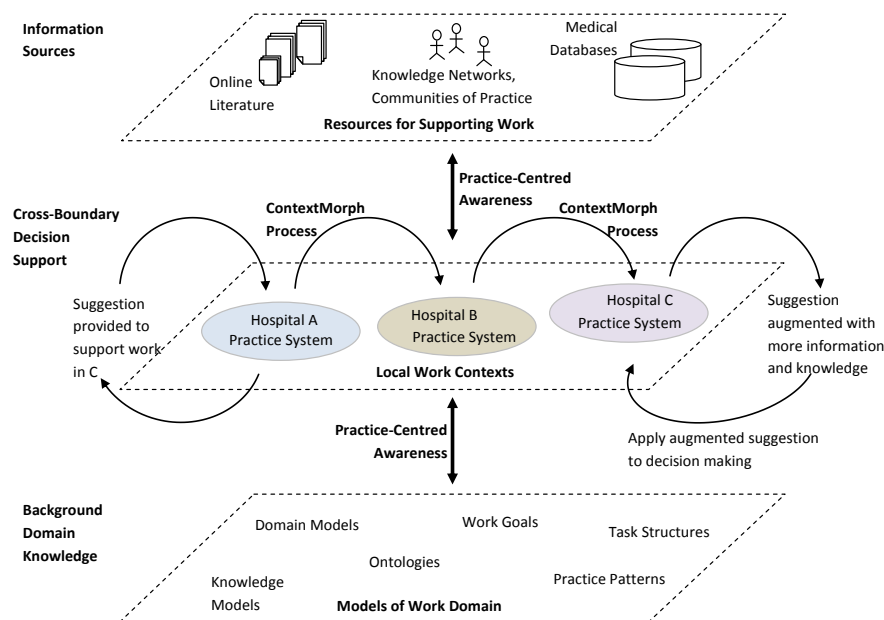 Information
Sources
Online
Literature
Knowledge Networks,
Communities of Practice
Medical
Databases
Resources for Supporting Work
Practice-Centred
Awareness
Cross-Boundary
Decision
Support
ContextMorph
Process
ContextMorph
Process
Suggestion
provided to
support work
in C
Hospital A
Practice System
Hospital B
Practice System
Hospital C
Practice System
Suggestion
augmented with
more information
and knowledge
Local Work Contexts
Practice-Centred
Awareness
Apply augmented suggestion
to decision making
Background
Domain
Knowledge
Domain Models
Work Goals
Task Structures
Ontologies
Knowledge
Models
Practice Patterns
Models of Work Domain